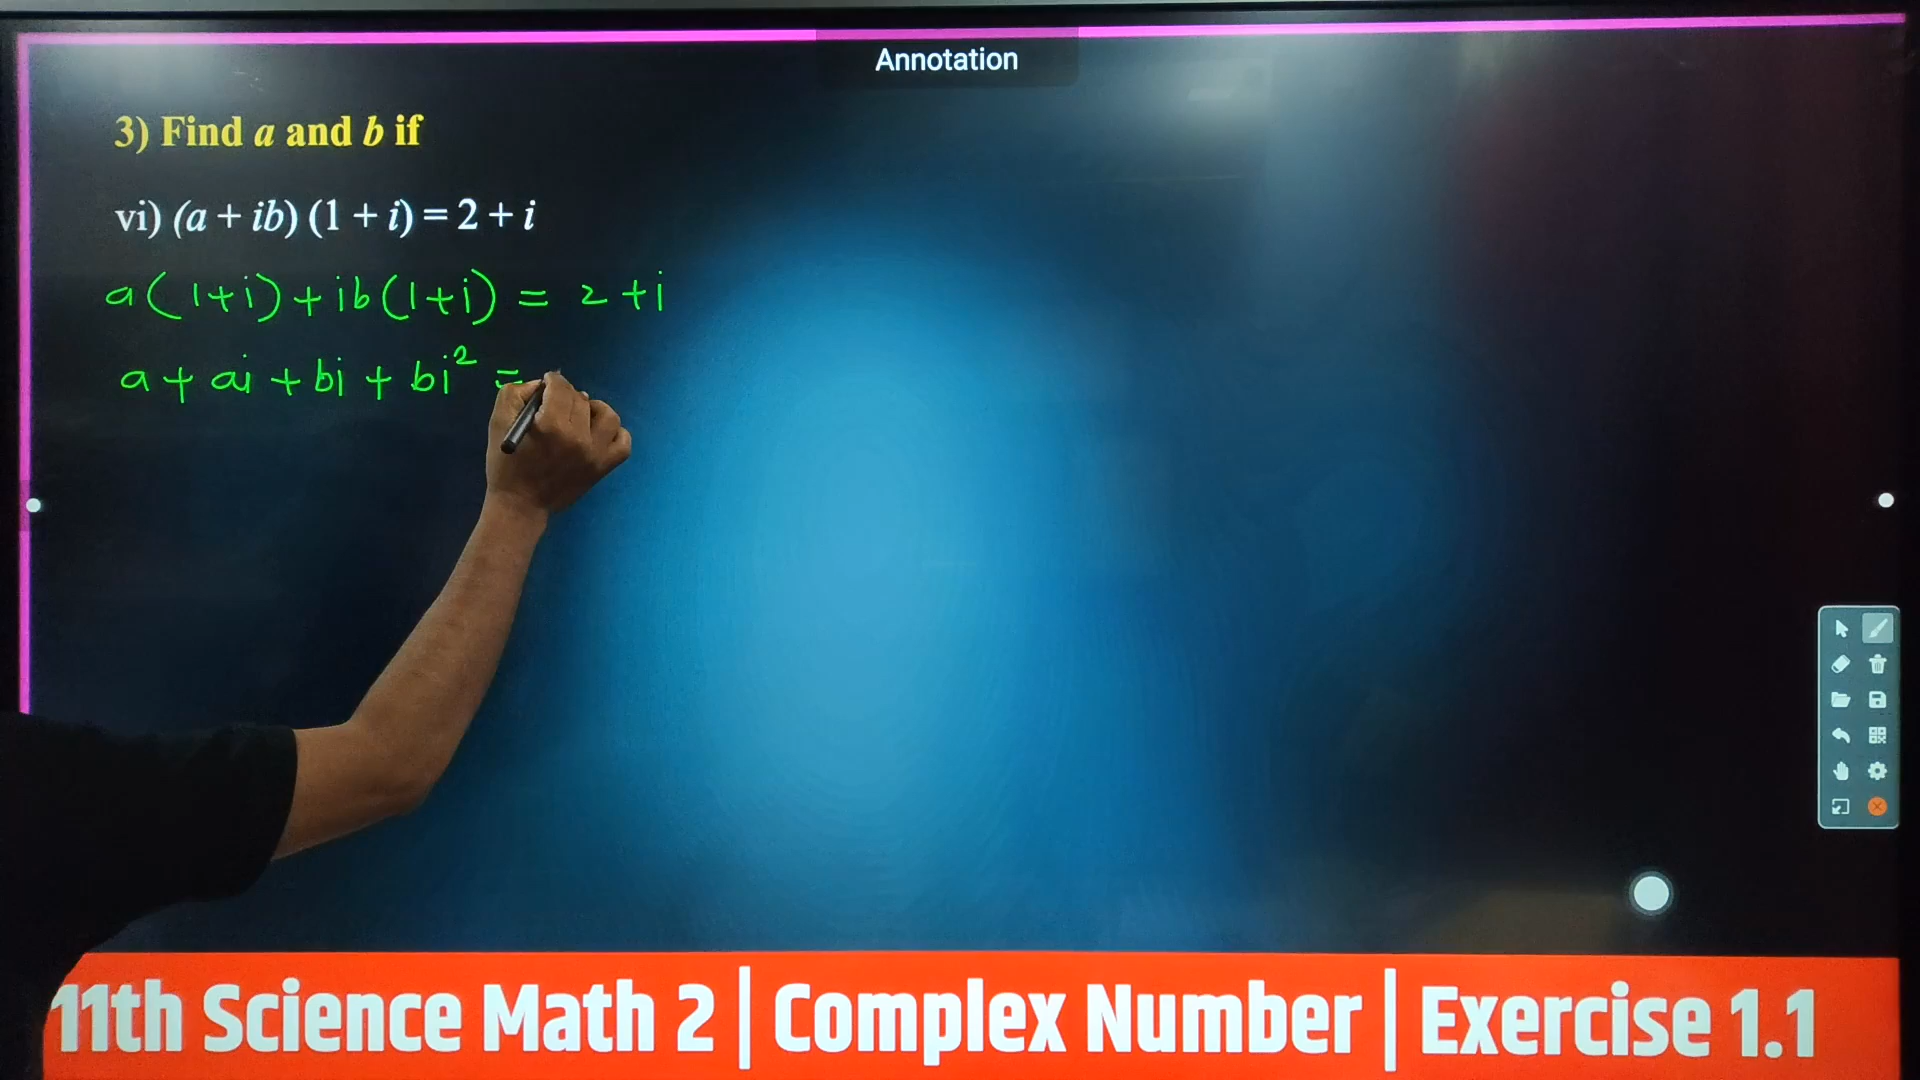 Annotation
3) Find a and b if
vi) (a + ib) (1 + i) = 2 + i
a(1+i)+ib(1+i) = 2+i
a + ai + bi + bi² =
11th Science Math 2 | Complex Number | Exercise 1.1